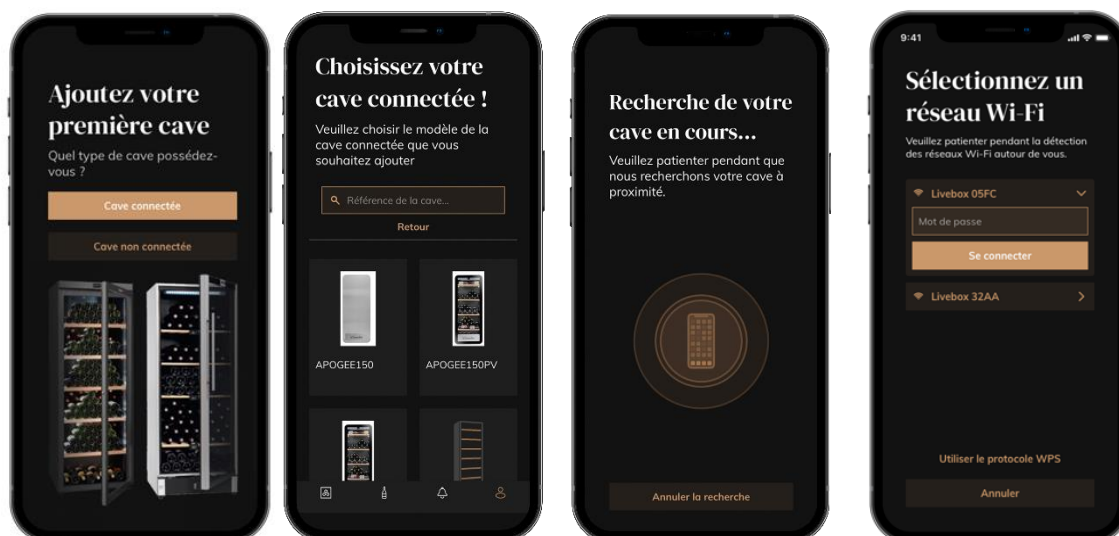 Ajoutez votre
première cave
Quel type de cave possédez-
vous ?
Cave connectée
Cave non connectée
Choisissez votre
cave connectée !
Veuillez choisir le modèle de la
cave connectée que vous
souhaitez ajouter
Référence de la cave...
Retour
APOGEE150
APOGEE150PV
Recherche de votre
cave en cours...
Veuillez patienter pendant que
nous recherchons votre cave à
proximité.
Annuler la recherche
9:41
Sélectionnez un
réseau Wi-Fi
Veuillez patienter pendant la détection
des réseaux Wi-Fi autour de vous.
Livebox 05FC
Mot de passe
Se connecter
Livebox 32AA
Utiliser le protocole WPS
Annuler